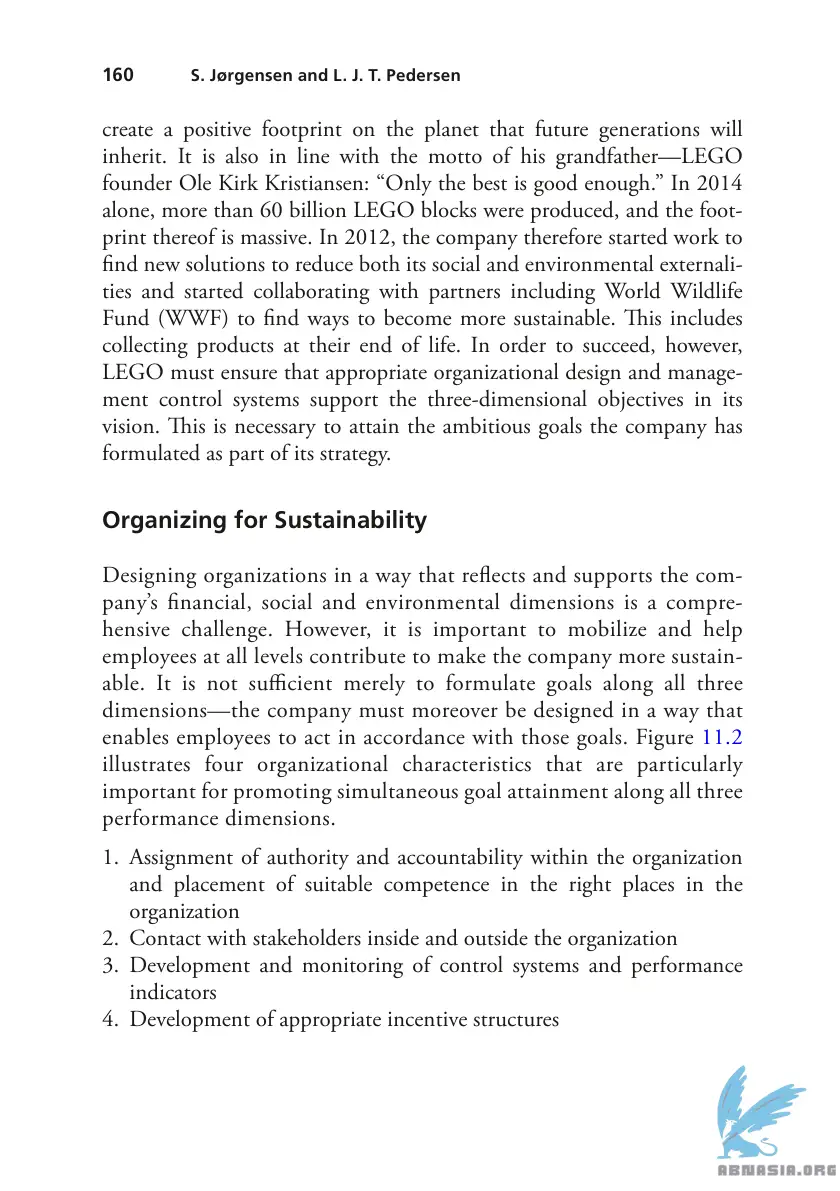 160 S. Jørgensen and L. J. T. Pedersen
create a positive footprint on the planet that future generations will
inherit. It is also in line with the motto of his grandfather—LEGO
founder Ole Kirk Kristiansen: “Only the best is good enough.” In 2014
alone, more than 60 billion LEGO blocks were produced, and the foot-
print thereof is massive. In 2012, the company therefore started work to
find new solutions to reduce both its social and environmental externali-
ties and started collaborating with partners including World Wildlife
Fund (WWF) to find ways to become more sustainable. This includes
collecting products at their end of life. In order to succeed, however,
LEGO must ensure that appropriate organizational design and manage-
ment control systems support the three-dimensional objectives in its
vision. This is necessary to attain the ambitious goals the company has
formulated as part of its strategy.
Organizing for Sustainability
Designing organizations in a way that reflects and supports the com-
pany’s financial, social and environmental dimensions is a compre-
hensive challenge. However, it is important to mobilize and help
employees at all levels contribute to make the company more sustain-
able. It is not sufficient merely to formulate goals along all three
dimensions—the company must moreover be designed in a way that
enables employees to act in accordance with those goals. Figure 11.2
illustrates four organizational characteristics that are particularly
important for promoting simultaneous goal attainment along all three
performance dimensions.
1. Assignment of authority and accountability within the organization
and placement of suitable competence in the right places in the
organization
2. Contact with stakeholders inside and outside the organization
3. Development and monitoring of control systems and performance
indicators
4. Development of appropriate incentive structures
ABNASIA.ORG